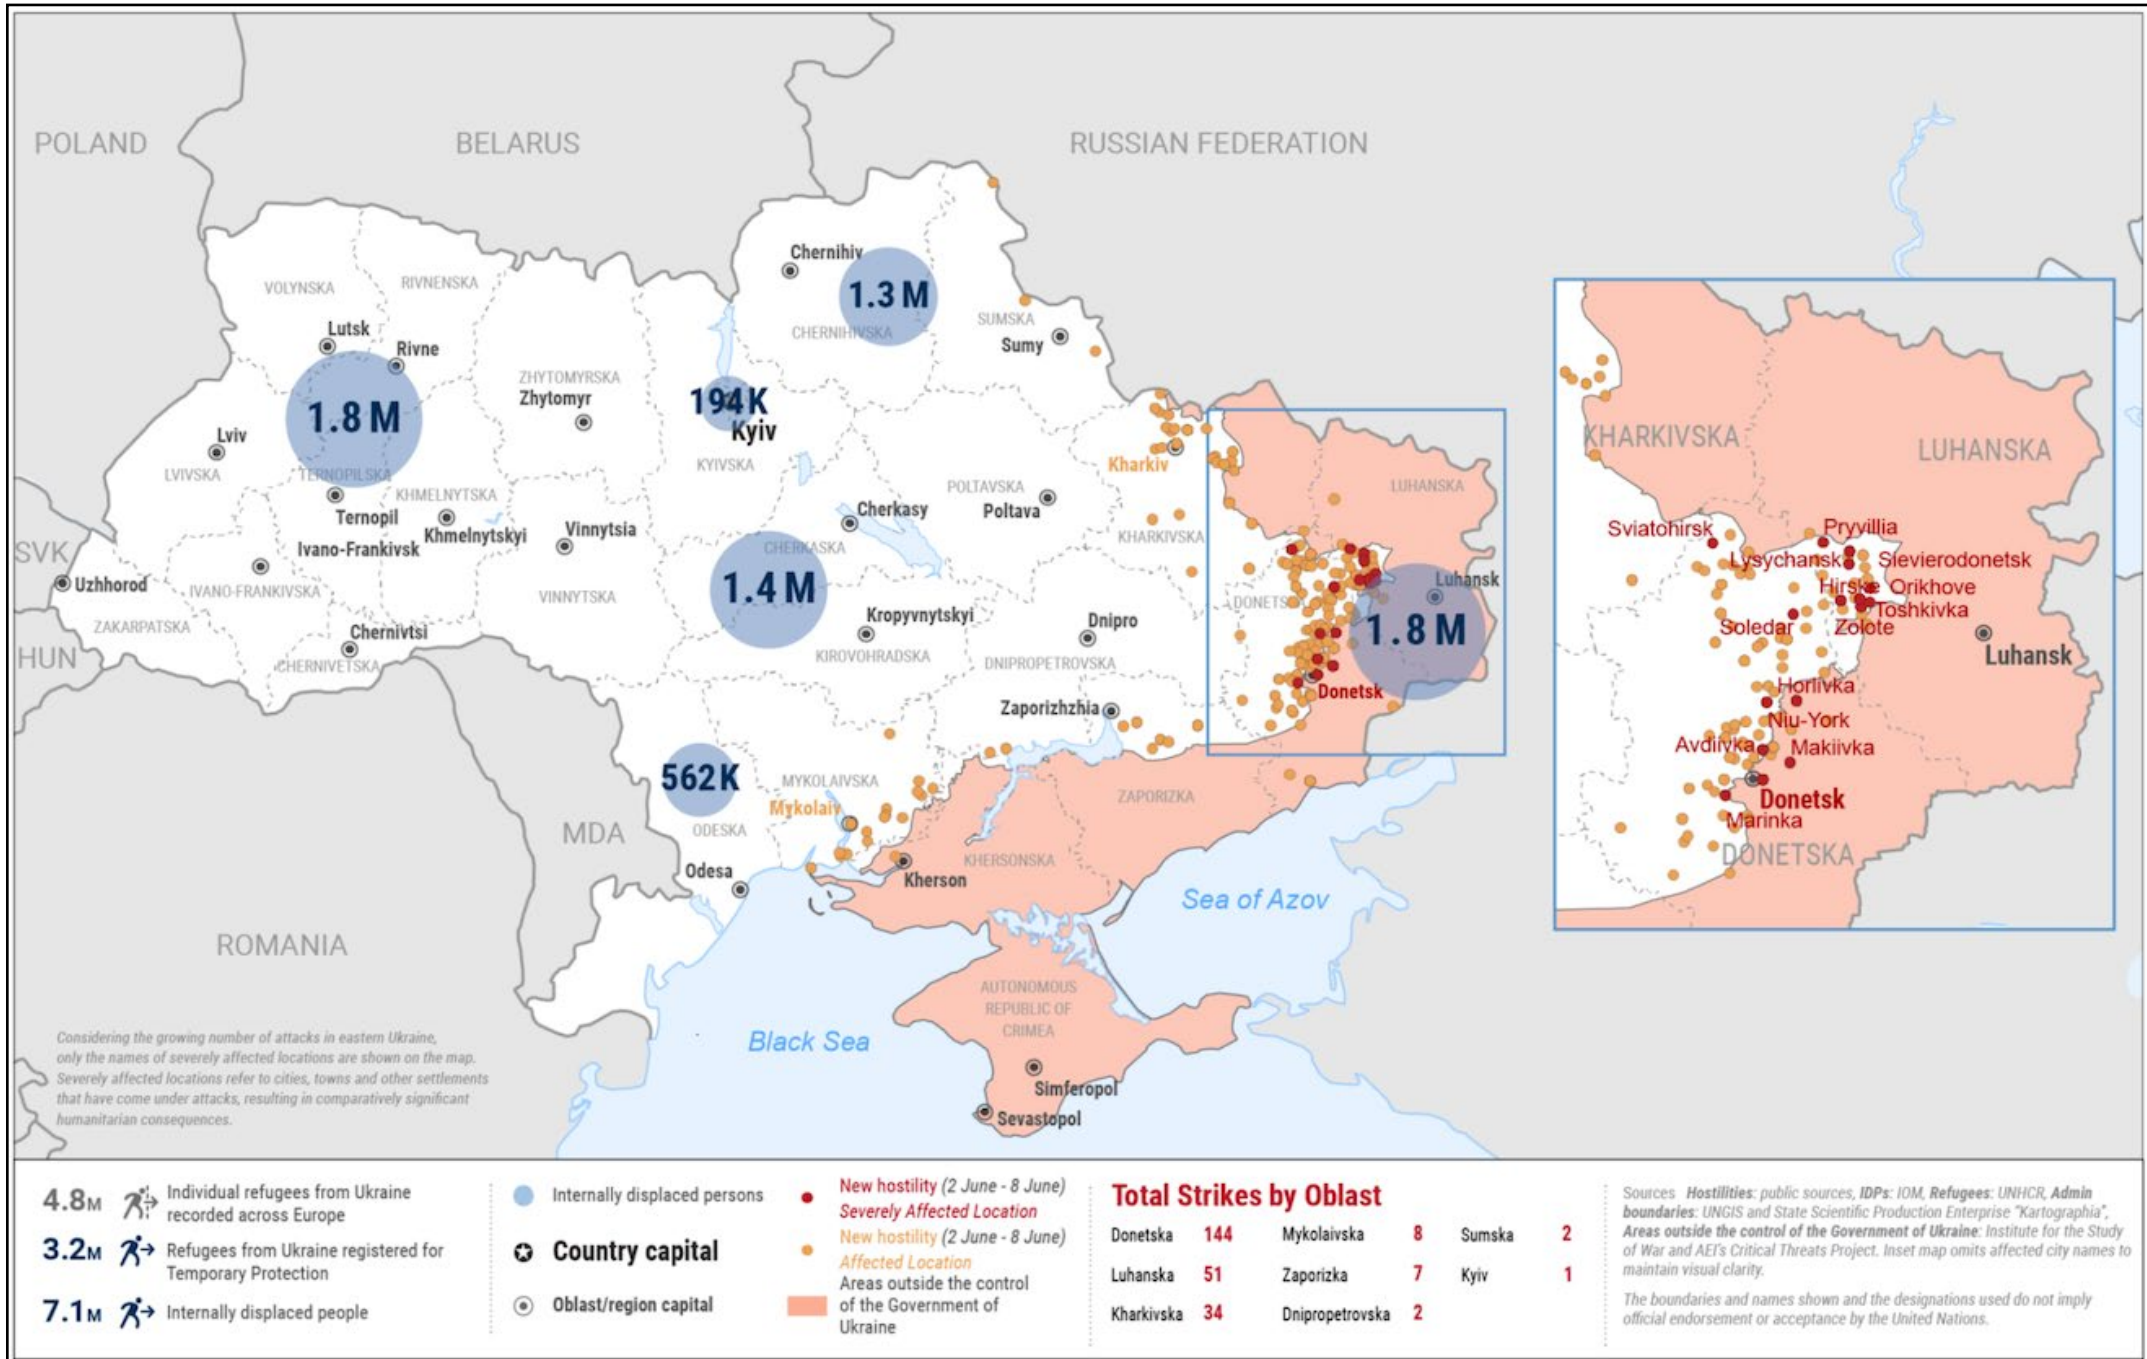 POLAND
BELARUS
RUSSIAN FEDERATION
Chernihiv
1.3 M
CHERNIHIVSKA
SUMSKA
Sumy
VOLYNSKA
RIVNENSKA
Lutsk
Rivne
1.8 M
ZHYTOMYRSKA
Zhytomyr
194K
Kyiv
KYIVSKA
Lviv
LVIVSKA
TERNOPILSKA
Ternopil
KHMELNYTSKA
Khmelnytskyi
Ivano-Frankivsk
IVANO-FRANKIVSKA
Vinnytsia
VINNYTSKA
Cherkasy
CHERKASKA
1.4 M
POLTAVSKA
Poltava
Kharkiv
KHARKIVSKA
LUHANSKA
Luhansk
1.8 M
DONETS
Donetsk
SVK
Uzhhorod
ZAKARPATSKA
HUN
Chernivtsi
CHERNIVETSKA
Kropyvnytskyi
KIROVOHRADSKA
Dnipro
DNIPROPETROVSKA
Zaporizhzhia
ZAPORIZKA
562K
MYKOLAIVSKA
Mykolaiv
ODESKA
Odesa
MDA
ROMANIA
KHERSONSKA
Kherson
Sea of Azov
Black Sea
AUTONOMOUS
REPUBLIC OF
CRIMEA
Simferopol
Sevastopol
KHARKIVSKA
LUHANSKA
Sviatohirsk
Pryvillia
Lysychansk
Sievierodonetsk
Hirske
Orikhove
Toshkivka
Soledar
Zolote
Luhansk
Horlivka
Niu-York
Avdiivka
Makiivka
Donetsk
Marinka
DONETSKA
Considering the growing number of attacks in eastern Ukraine,
only the names of severely affected locations are shown on the map.
Severely affected locations refer to cities, towns and other settlements
that have come under attacks, resulting in comparatively significant
humanitarian consequences.
4.8M
Individual refugees from Ukraine
recorded across Europe
3.2M
Refugees from Ukraine registered for
Temporary Protection
7.1M
Internally displaced people
Internally displaced persons
Country capital
Oblast/region capital
New hostility (2 June - 8 June)
Severely Affected Location
New hostility (2 June - 8 June)
Affected Location
Areas outside the control
of the Government of
Ukraine
Total Strikes by Oblast
Donetska 144 Mykolaivska 8 Sumska 2
Luhanska 51 Zaporizka 7 Kyiv 1
Kharkivska 34 Dnipropetrovska 2
Sources Hostilities: public sources, IDPs: IOM, Refugees: UNHCR, Admin
boundaries: UNGIS and State Scientific Production Enterprise "Kartographia",
Areas outside the control of the Government of Ukraine: Institute for the Study
of War and AEI's Critical Threats Project. Inset map omits affected city names to
maintain visual clarity.
The boundaries and names shown and the designations used do not imply
official endorsement or acceptance by the United Nations.